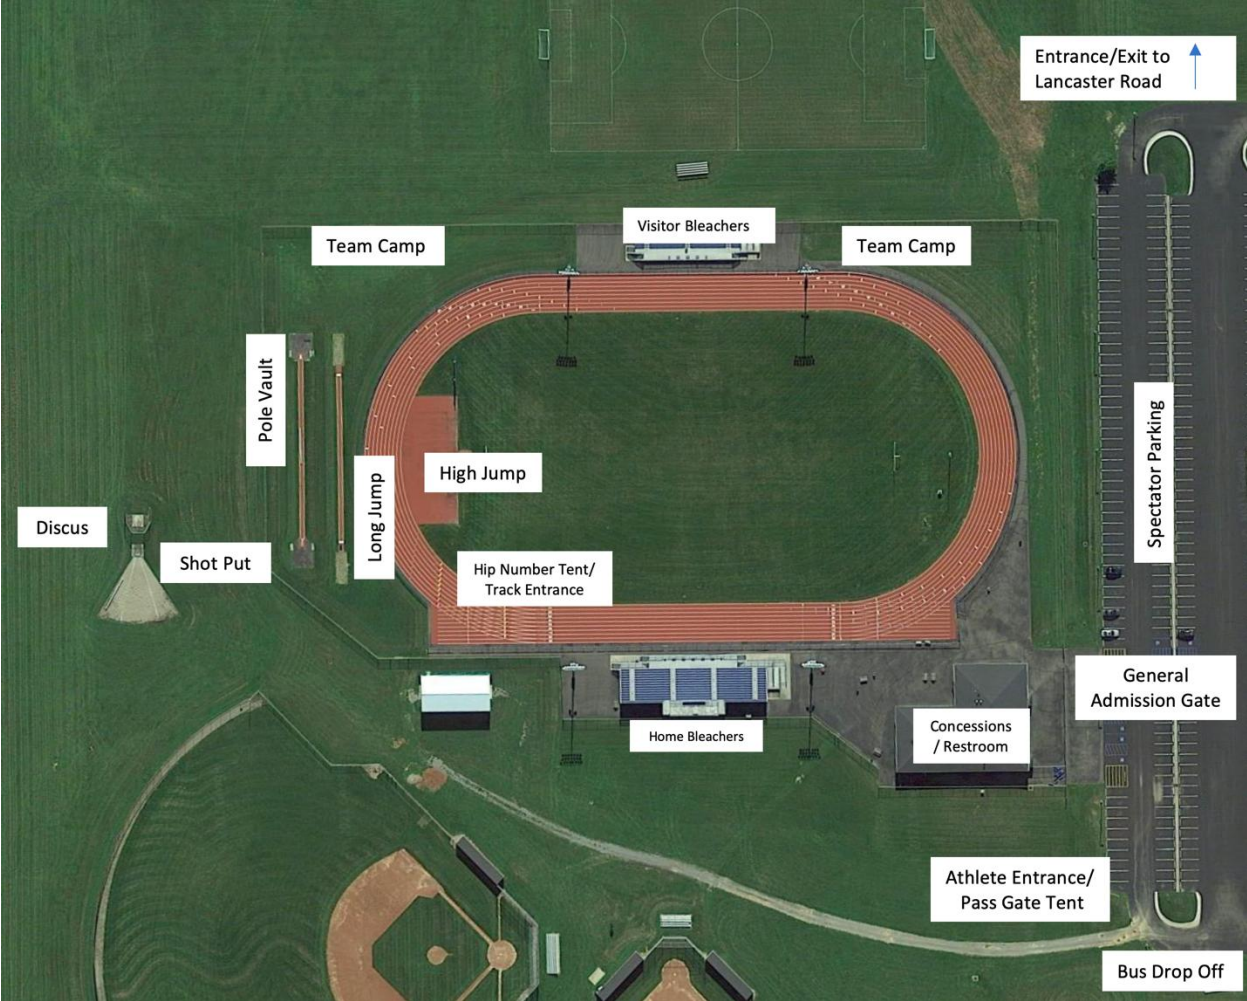 Entrance/Exit to
Lancaster Road
Visitor Bleachers
Team Camp
Team Camp
Pole Vault
High Jump
Long Jump
Spectator Parking
Discus
Shot Put
Hip Number Tent/
Track Entrance
General
Admission Gate
Home Bleachers
Concessions
/ Restroom
Athlete Entrance/
Pass Gate Tent
Bus Drop Off